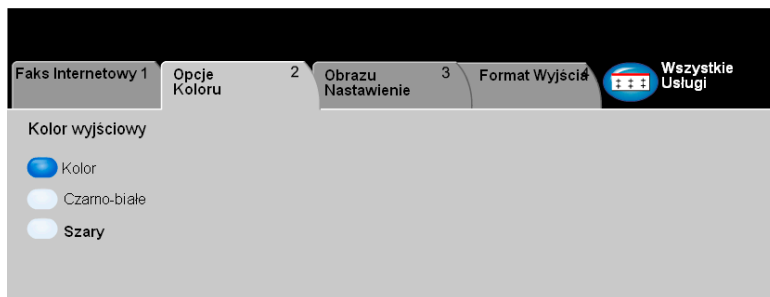 Faks Internetowy 1
Opcje Koloru 2
Obrazu Nastawienie 3
Format Wyjścia 4
Wszystkie Usługi
Kolor wyjściowy
Kolor
Czarno-białe
Szary